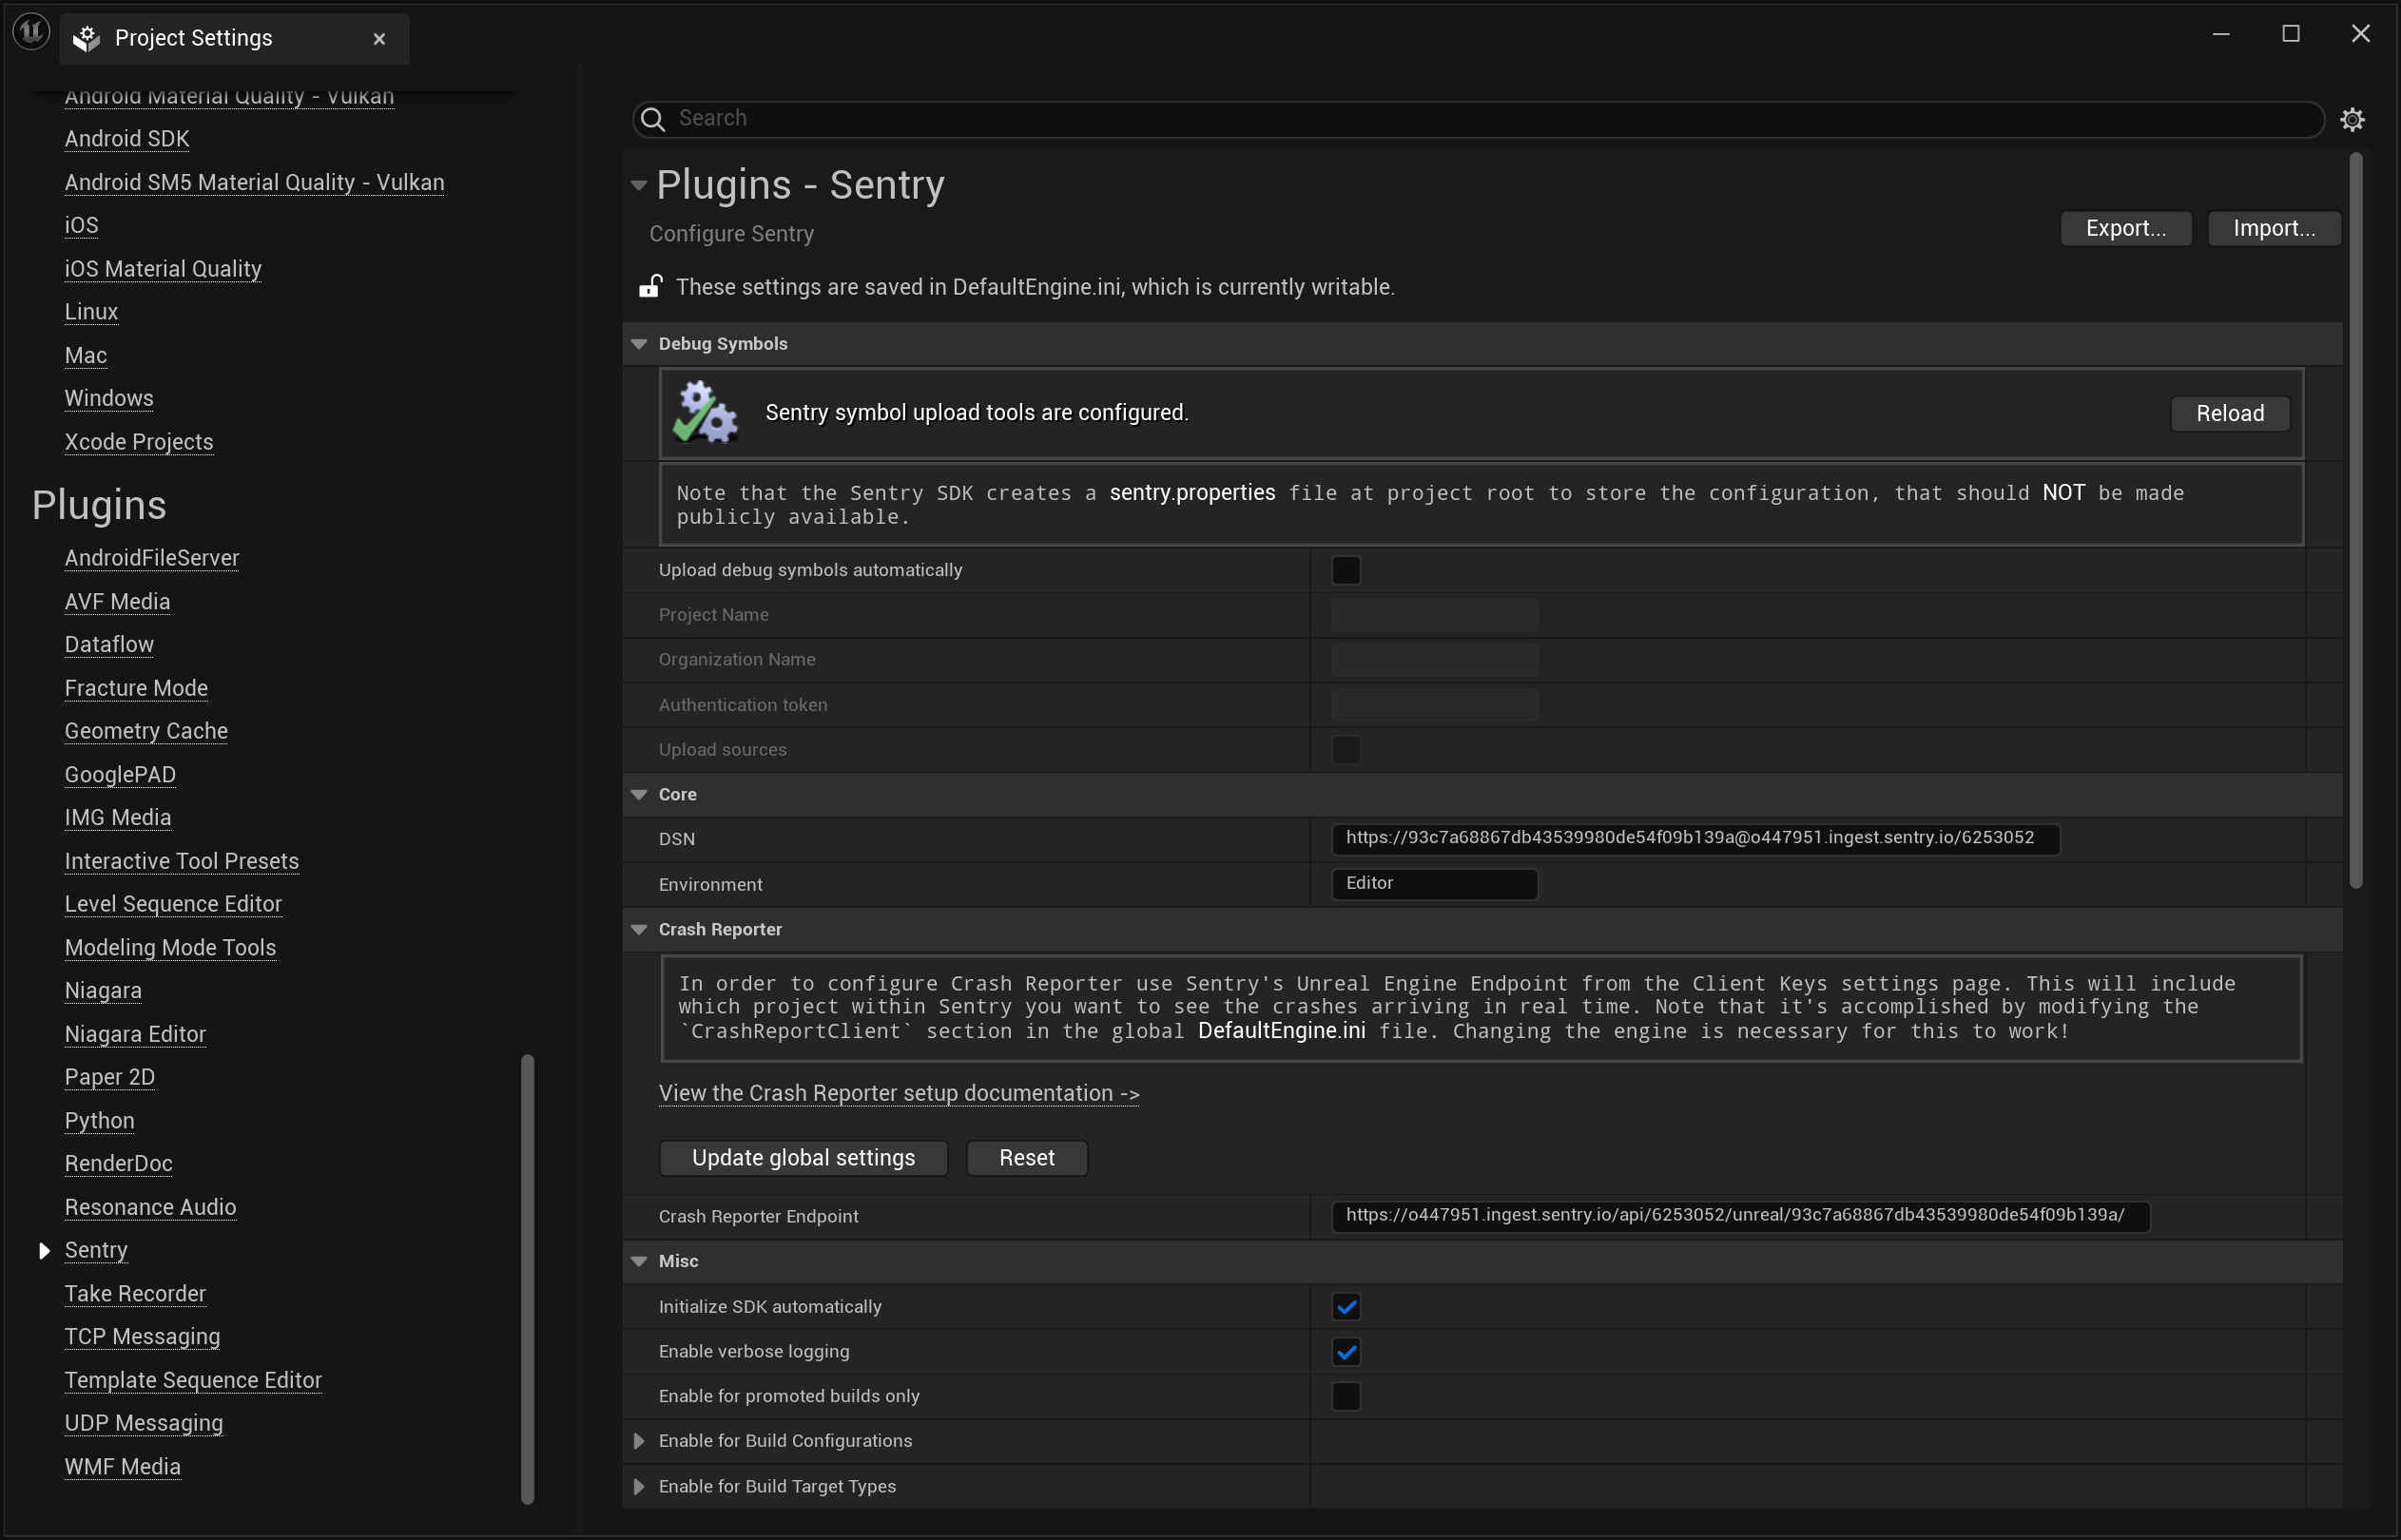 Project Settings
Android Material Quality - Vulkan
Android SDK
Android SM5 Material Quality - Vulkan
iOS
iOS Material Quality
Linux
Mac
Windows
Xcode Projects
Plugins
AndroidFileServer
AVF Media
Dataflow
Fracture Mode
Geometry Cache
GooglePAD
IMG Media
Interactive Tool Presets
Level Sequence Editor
Modeling Mode Tools
Niagara
Niagara Editor
Paper 2D
Python
RenderDoc
Resonance Audio
Sentry
Take Recorder
TCP Messaging
Template Sequence Editor
UDP Messaging
WMF Media
Search
Plugins - Sentry
Configure Sentry
Export... Import...
These settings are saved in DefaultEngine.ini, which is currently writable.
Debug Symbols
Sentry symbol upload tools are configured. Reload
Note that the Sentry SDK creates a sentry.properties file at project root to store the configuration, that should NOT be made
publicly available.
Upload debug symbols automatically
Project Name
Organization Name
Authentication token
Upload sources
Core
DSN https://93c7a68867db43539980de54f09b139a@o447951.ingest.sentry.io/6253052
Environment Editor
Crash Reporter
In order to configure Crash Reporter use Sentry's Unreal Engine Endpoint from the Client Keys settings page. This will include
which project within Sentry you want to see the crashes arriving in real time. Note that it's accomplished by modifying the
`CrashReportClient` section in the global DefaultEngine.ini file. Changing the engine is necessary for this to work!
View the Crash Reporter setup documentation ->
Update global settings Reset
Crash Reporter Endpoint https://o447951.ingest.sentry.io/api/6253052/unreal/93c7a68867db43539980de54f09b139a/
Misc
Initialize SDK automatically
Enable verbose logging
Enable for promoted builds only
Enable for Build Configurations
Enable for Build Target Types